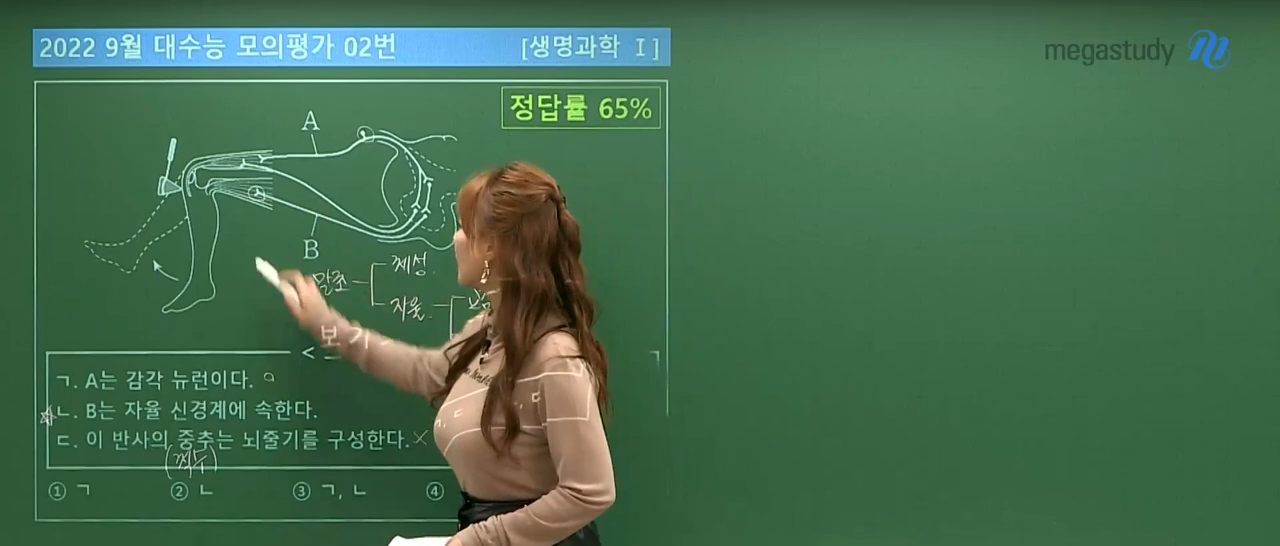 2022 9월 대수능 모의평가 02번 [생명과학 Ⅰ]
megastudy
정답률 65%
A
B
말초
체성
자율
< 보 기 >
ㄱ. A는 감각 뉴런이다. ○
ㄴ. B는 자율 신경계에 속한다.
ㄷ. 이 반사의 중추는 뇌줄기를 구성한다. ×
(척수)
① ㄱ ② ㄴ ③ ㄱ, ㄴ ④